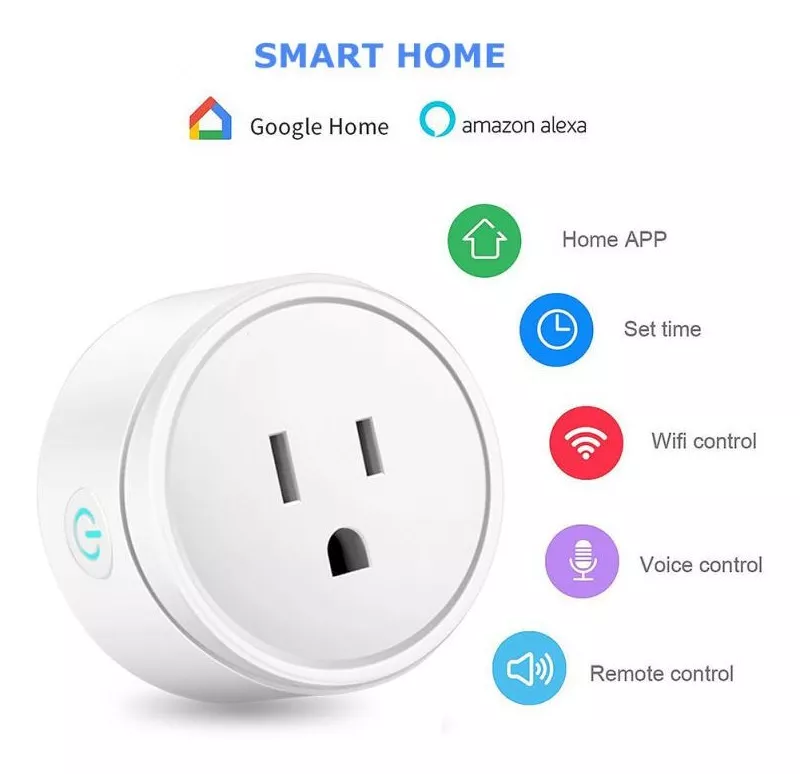 SMART HOME
Google Home
amazon alexa
Home APP
Set time
Wifi control
Voice control
Remote control